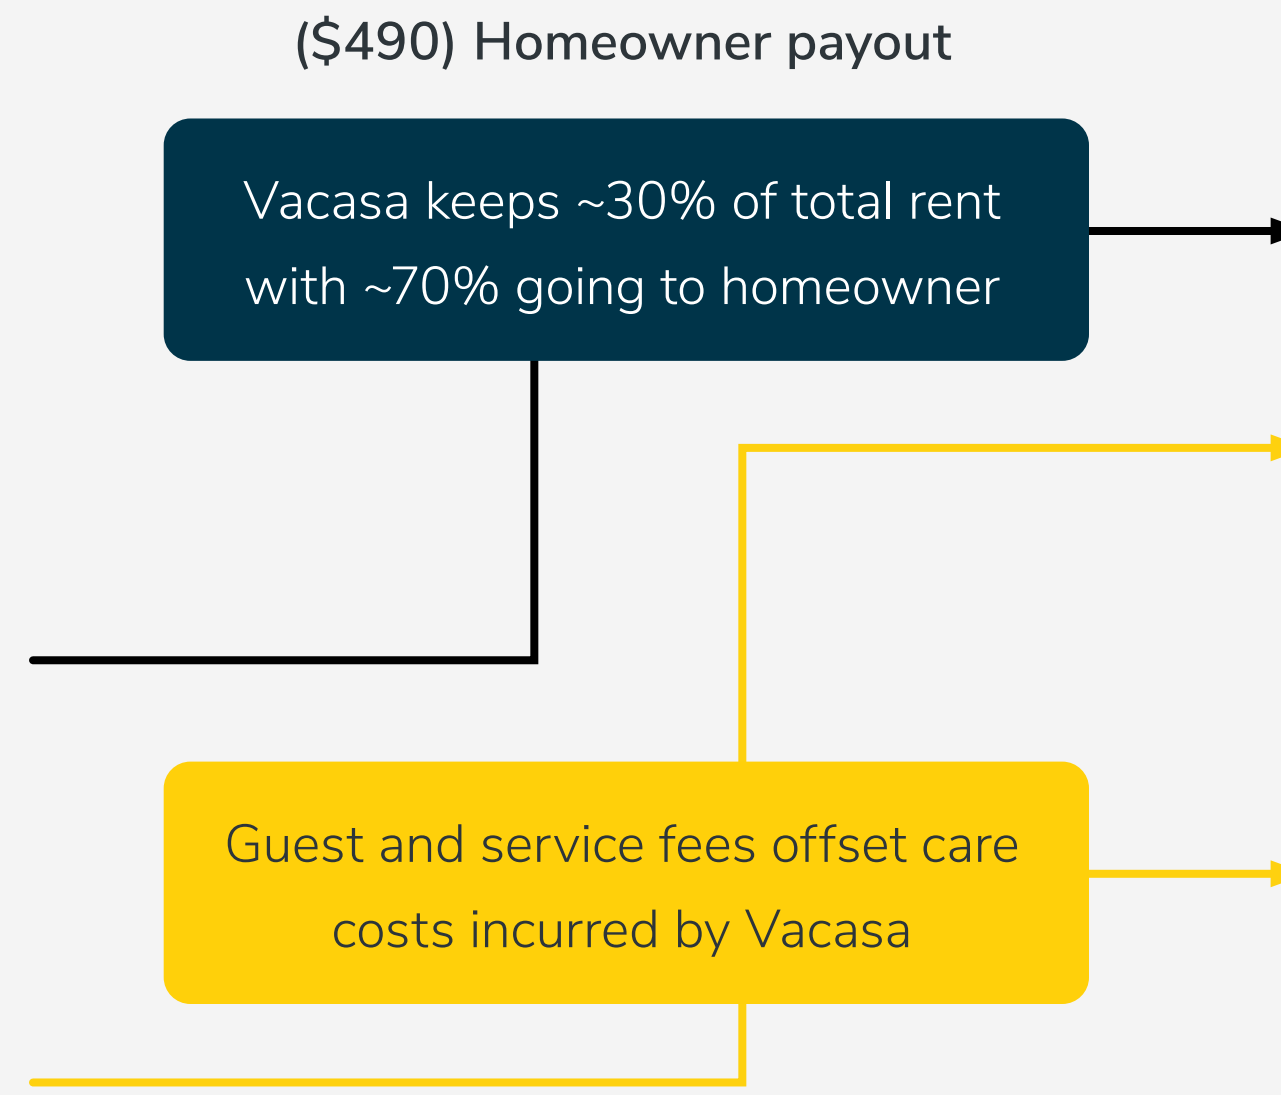 ($490) Homeowner payout
Vacasa keeps ~30% of total rent
with ~70% going to homeowner
Guest and service fees offset care
costs incurred by Vacasa